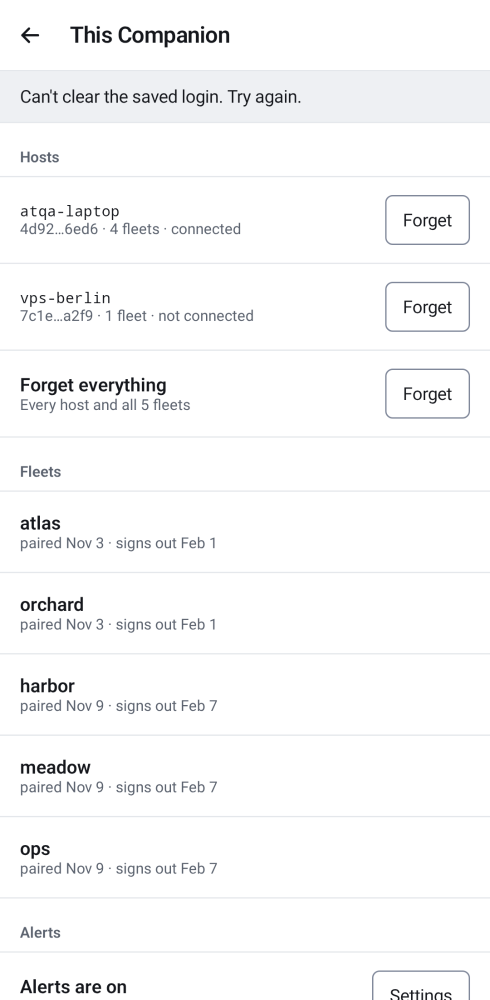 This Companion
Can't clear the saved login. Try again.
Hosts
atqa-laptop
4d92…6ed6 · 4 fleets · connected
Forget
vps-berlin
7c1e…a2f9 · 1 fleet · not connected
Forget
Forget everything
Every host and all 5 fleets
Forget
Fleets
atlas
paired Nov 3 · signs out Feb 1
orchard
paired Nov 3 · signs out Feb 1
harbor
paired Nov 9 · signs out Feb 7
meadow
paired Nov 9 · signs out Feb 7
ops
paired Nov 9 · signs out Feb 7
Alerts
Alerts are on
Settings